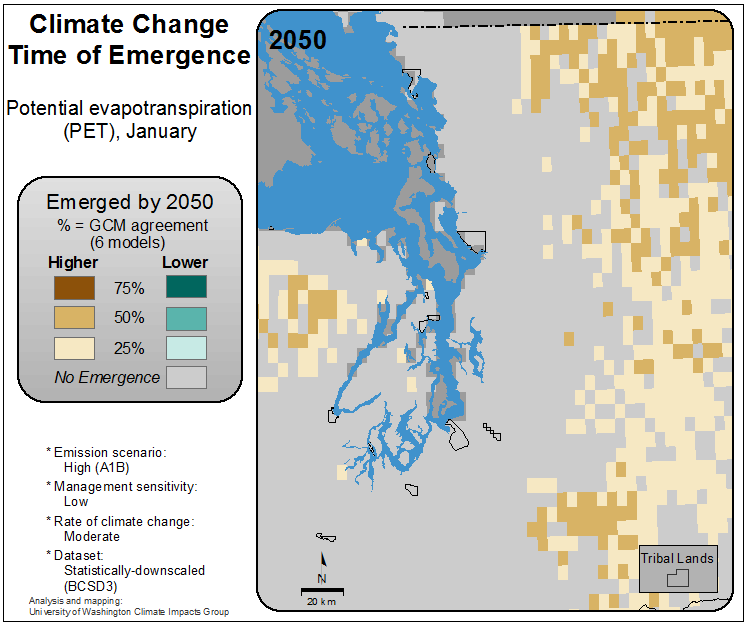 Climate Change
Time of Emergence
Potential evapotranspiration
(PET), January
Emerged by 2050
% = GCM agreement
(6 models)
Higher Lower
75%
50%
25%
No Emergence
* Emission scenario:
High (A1B)
* Management sensitivity:
Low
* Rate of climate change:
Moderate
* Dataset:
Statistically-downscaled
(BCSD3)
Analysis and mapping:
University of Washington Climate Impacts Group
2050
N
20 km
Tribal Lands